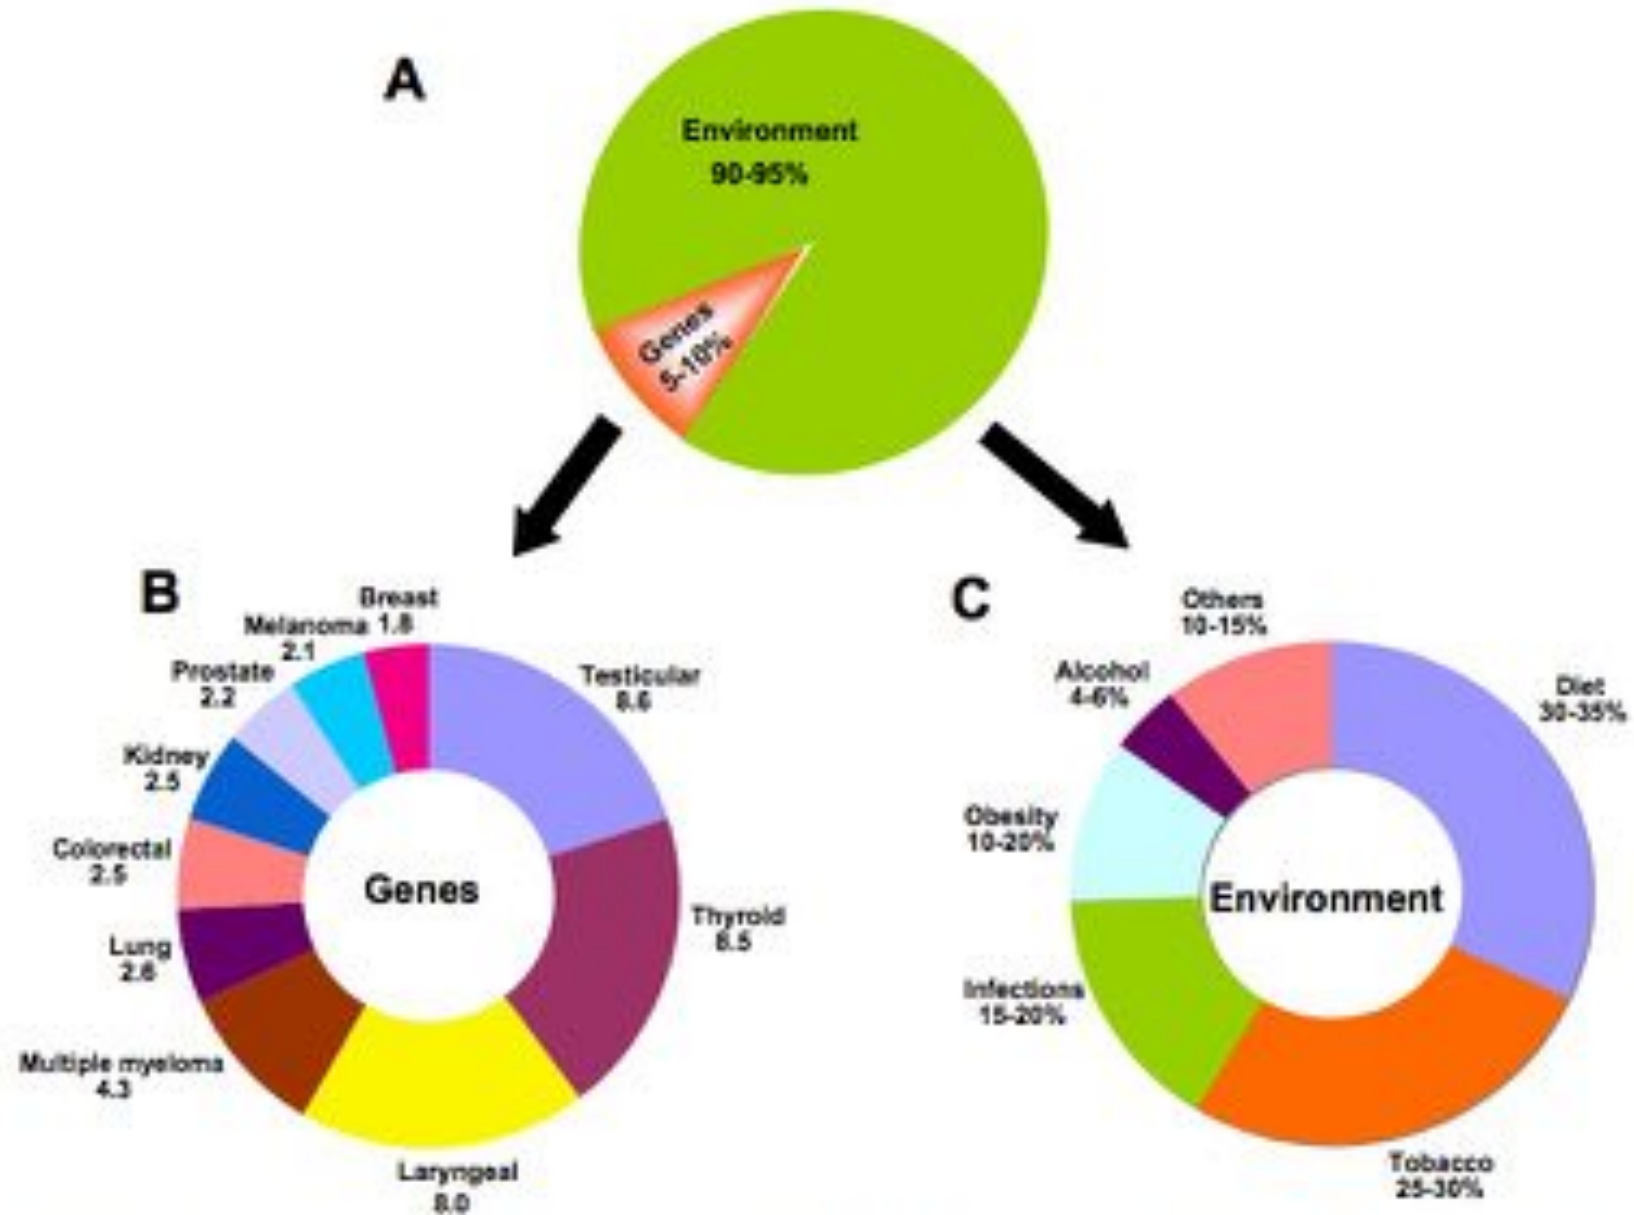 A
Environment
90-95%
Genes
5-10%
B
Breast
1.8
Melanoma
2.1
Prostate
2.2
Kidney
2.5
Colorectal
2.5
Lung
2.6
Multiple myeloma
4.3
Laryngeal
8.0
Thyroid
8.5
Testicular
8.6
Genes
C
Others
10-15%
Alcohol
4-6%
Obesity
10-20%
Infections
15-20%
Tobacco
25-30%
Diet
30-35%
Environment